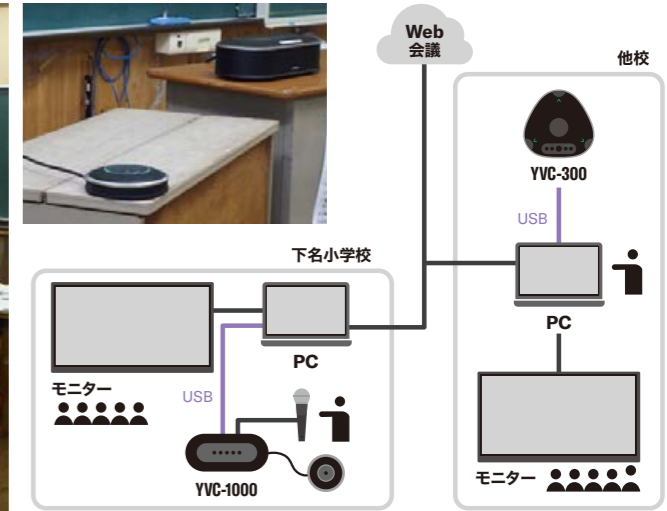 Web
会議
他校
YVC-300
USB
PC
モニター
下名小学校
PC
モニター
USB
YVC-1000